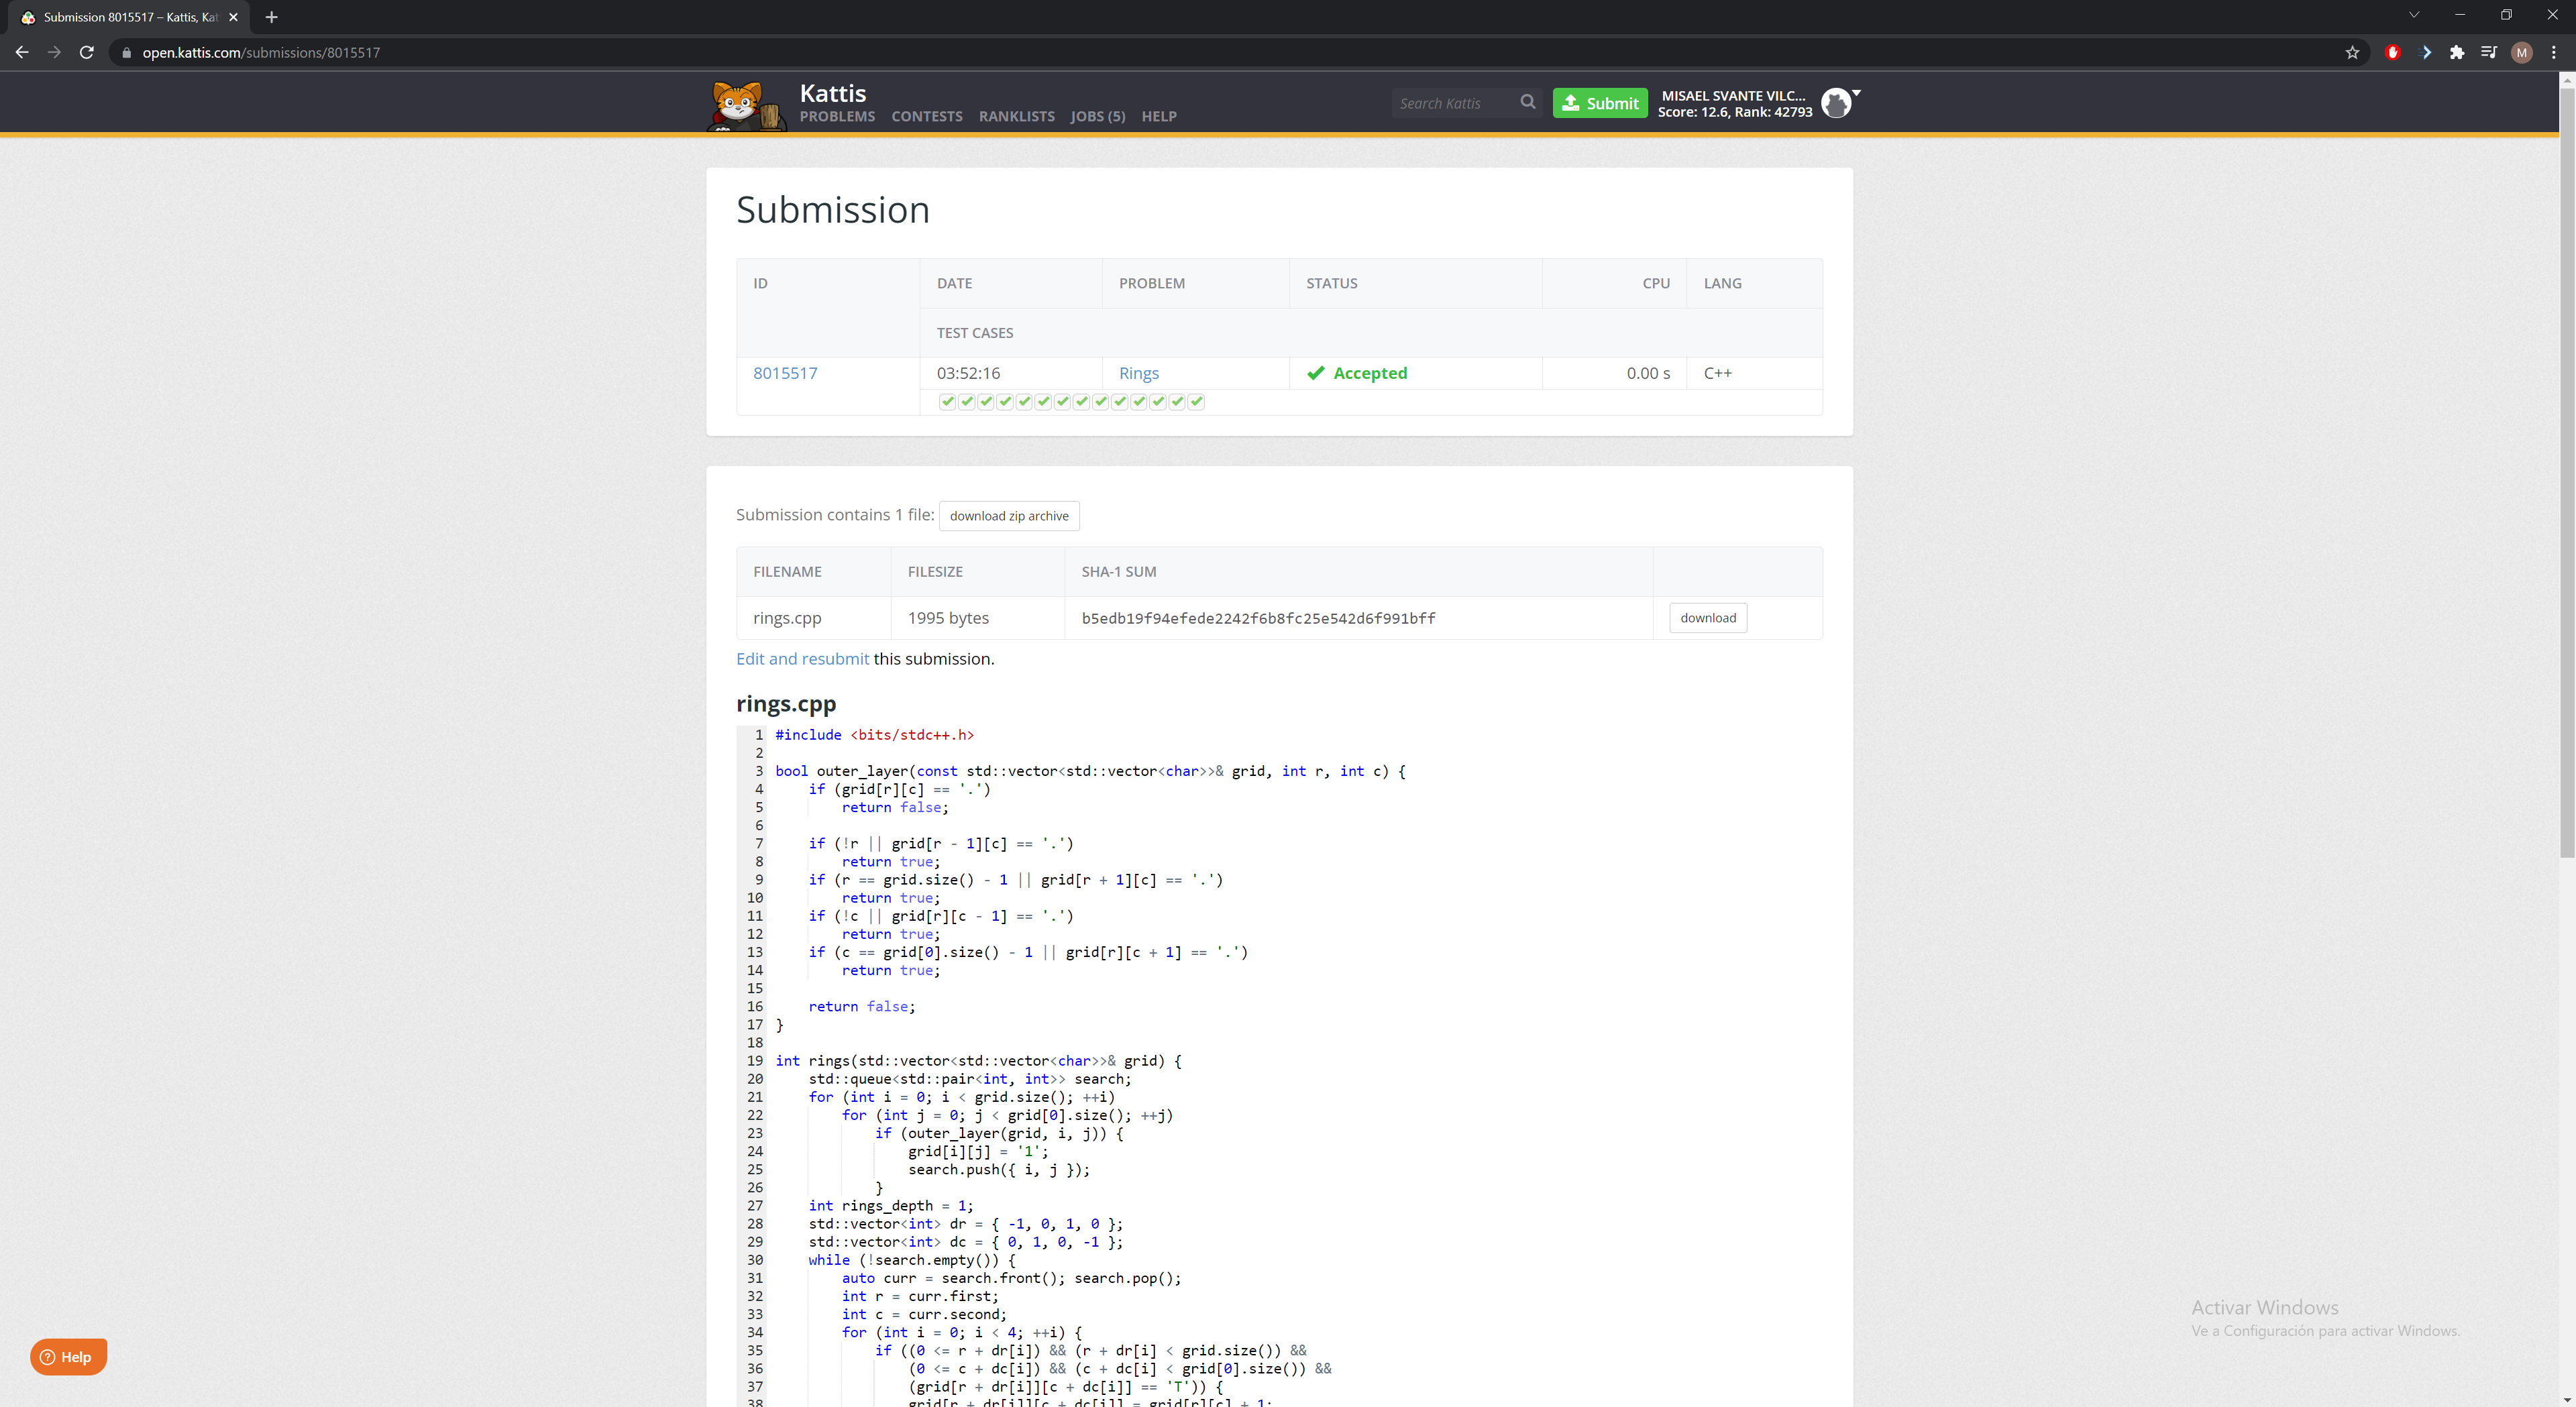 Submission 8015517 – Kattis, Kat
open.kattis.com/submissions/8015517
M
Kattis
PROBLEMS CONTESTS RANKLISTS JOBS (5) HELP
Search Kattis
Submit
MISAEL SVANTE VILC...
Score: 12.6, Rank: 42793
Submission
ID DATE PROBLEM STATUS CPU LANG
TEST CASES
8015517 03:52:16 Rings Accepted 0.00 s C++
Submission contains 1 file: download zip archive
FILENAME FILESIZE SHA-1 SUM
rings.cpp 1995 bytes b5edb19f94efede2242f6b8fc25e542d6f991bff download
Edit and resubmit this submission.
rings.cpp
1 #include <bits/stdc++.h>
2
3 bool outer_layer(const std::vector<std::vector<char>>& grid, int r, int c) {
4     if (grid[r][c] == '.')
5         return false;
6
7     if (!r || grid[r - 1][c] == '.')
8         return true;
9     if (r == grid.size() - 1 || grid[r + 1][c] == '.')
10         return true;
11     if (!c || grid[r][c - 1] == '.')
12         return true;
13     if (c == grid[0].size() - 1 || grid[r][c + 1] == '.')
14         return true;
15
16     return false;
17 }
18
19 int rings(std::vector<std::vector<char>>& grid) {
20     std::queue<std::pair<int, int>> search;
21     for (int i = 0; i < grid.size(); ++i)
22         for (int j = 0; j < grid[0].size(); ++j)
23             if (outer_layer(grid, i, j)) {
24                 grid[i][j] = '1';
25                 search.push({ i, j });
26             }
27     int rings_depth = 1;
28     std::vector<int> dr = { -1, 0, 1, 0 };
29     std::vector<int> dc = { 0, 1, 0, -1 };
30     while (!search.empty()) {
31         auto curr = search.front(); search.pop();
32         int r = curr.first;
33         int c = curr.second;
34         for (int i = 0; i < 4; ++i) {
35             if ((0 <= r + dr[i]) && (r + dr[i] < grid.size()) &&
36                 (0 <= c + dc[i]) && (c + dc[i] < grid[0].size()) &&
37                 (grid[r + dr[i]][c + dc[i]] == 'T')) {
38                 grid[r + dr[i]][c + dc[i]] = grid[r][c] + 1;
Help
Activar Windows
Ve a Configuración para activar Windows.